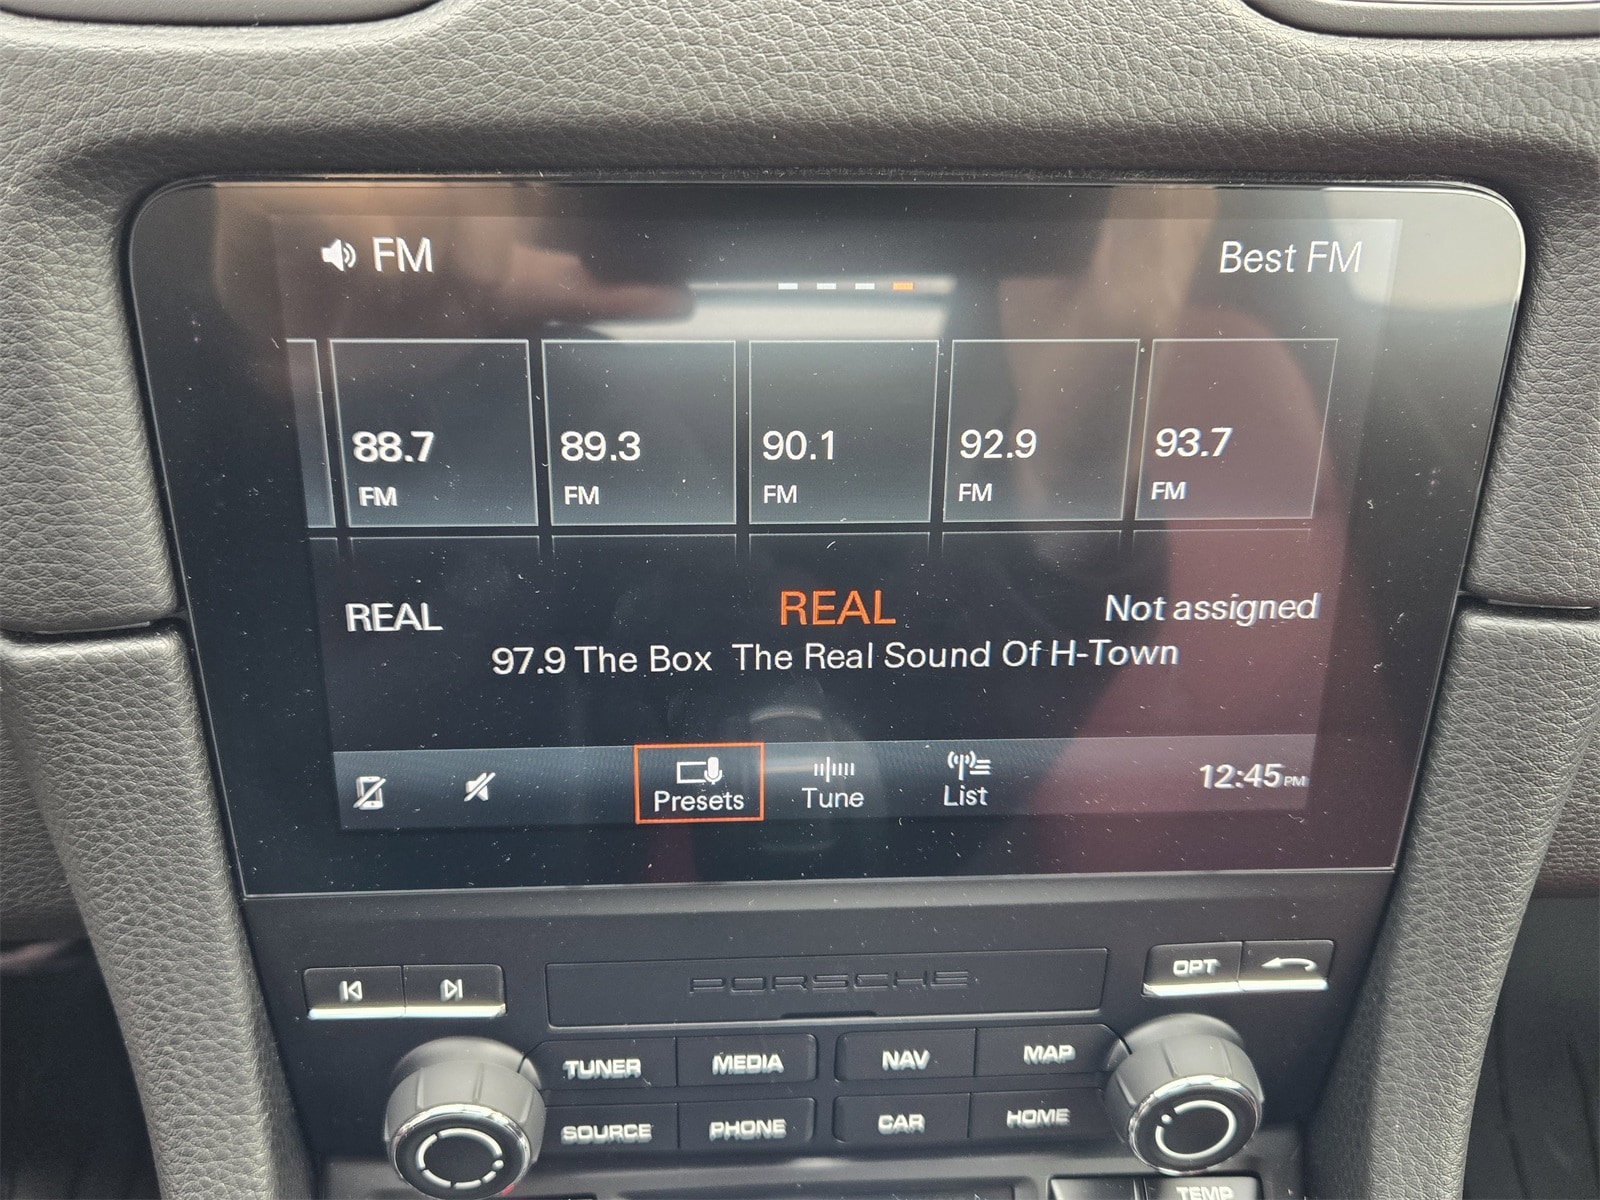 FM
Best FM
88.7 89.3 90.1 92.9 93.7
FM FM FM FM FM
REAL REAL Not assigned
97.9 The Box The Real Sound Of H-Town
Presets Tune List 12:45 PM
PORSCHE
OPT
TUNER MEDIA NAV MAP
SOURCE PHONE CAR HOME
TEMP